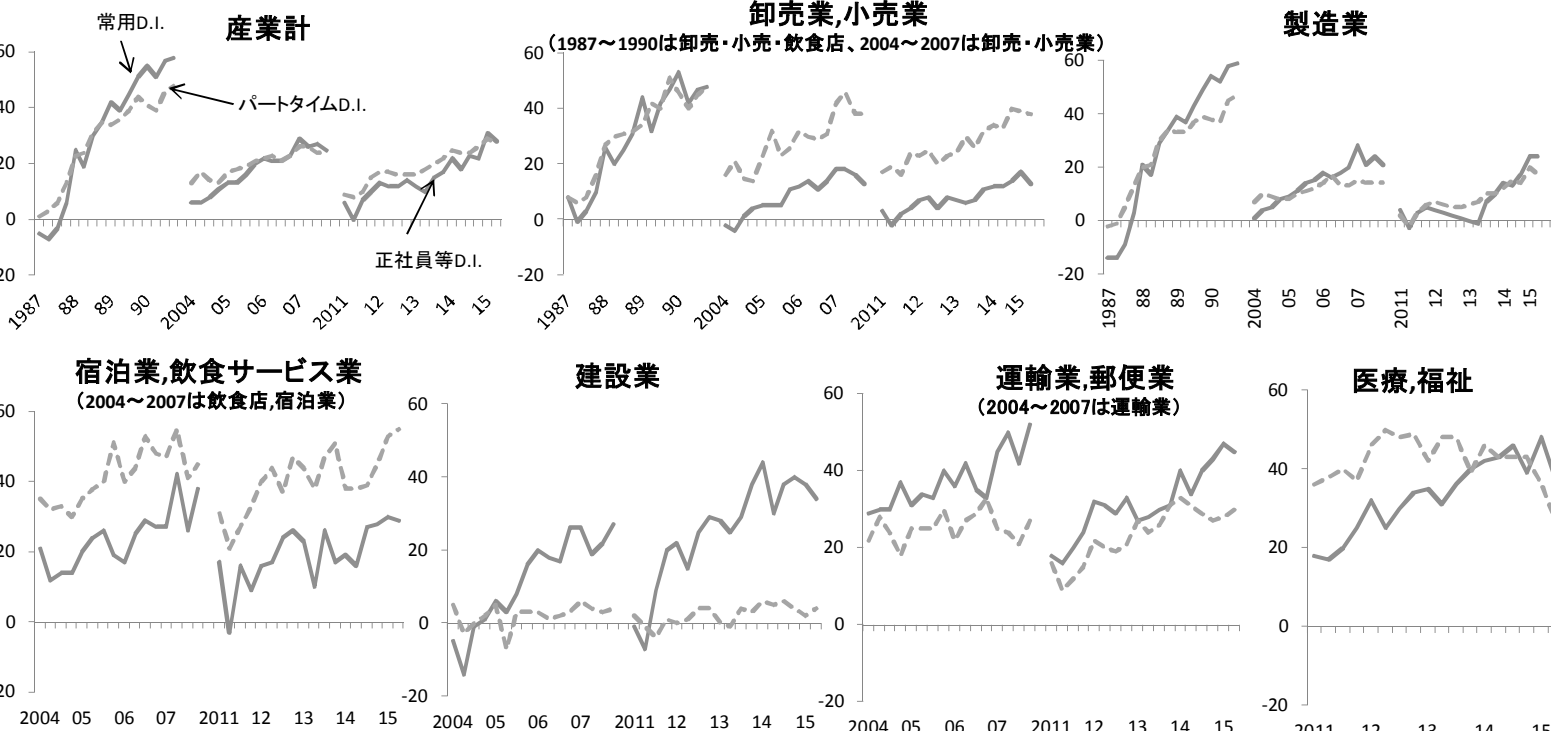 産業計
常用D.I.
パートタイムD.I.
正社員等D.I.
60
40
20
0
-20
1987 88 89 90 2004 05 06 07 2011 12 13 14 15
卸売業,小売業
(1987～1990は卸売・小売・飲食店、2004～2007は卸売・小売業)
60
40
20
0
-20
1987 88 89 90 2004 05 06 07 2011 12 13 14 15
製造業
60
40
20
0
-20
1987 88 89 90 2004 05 06 07 2011 12 13 14 15
宿泊業,飲食サービス業
(2004～2007は飲食店,宿泊業)
60
40
20
0
20
2004 05 06 07 2011 12 13 14 15
建設業
60
40
20
0
-20
2004 05 06 07 2011 12 13 14 15
運輸業,郵便業
(2004～2007は運輸業)
60
40
20
0
-20
2004 05 06 07 2011 12 13 14 15
医療,福祉
60
40
20
0
-20
2011 12 13 14 15